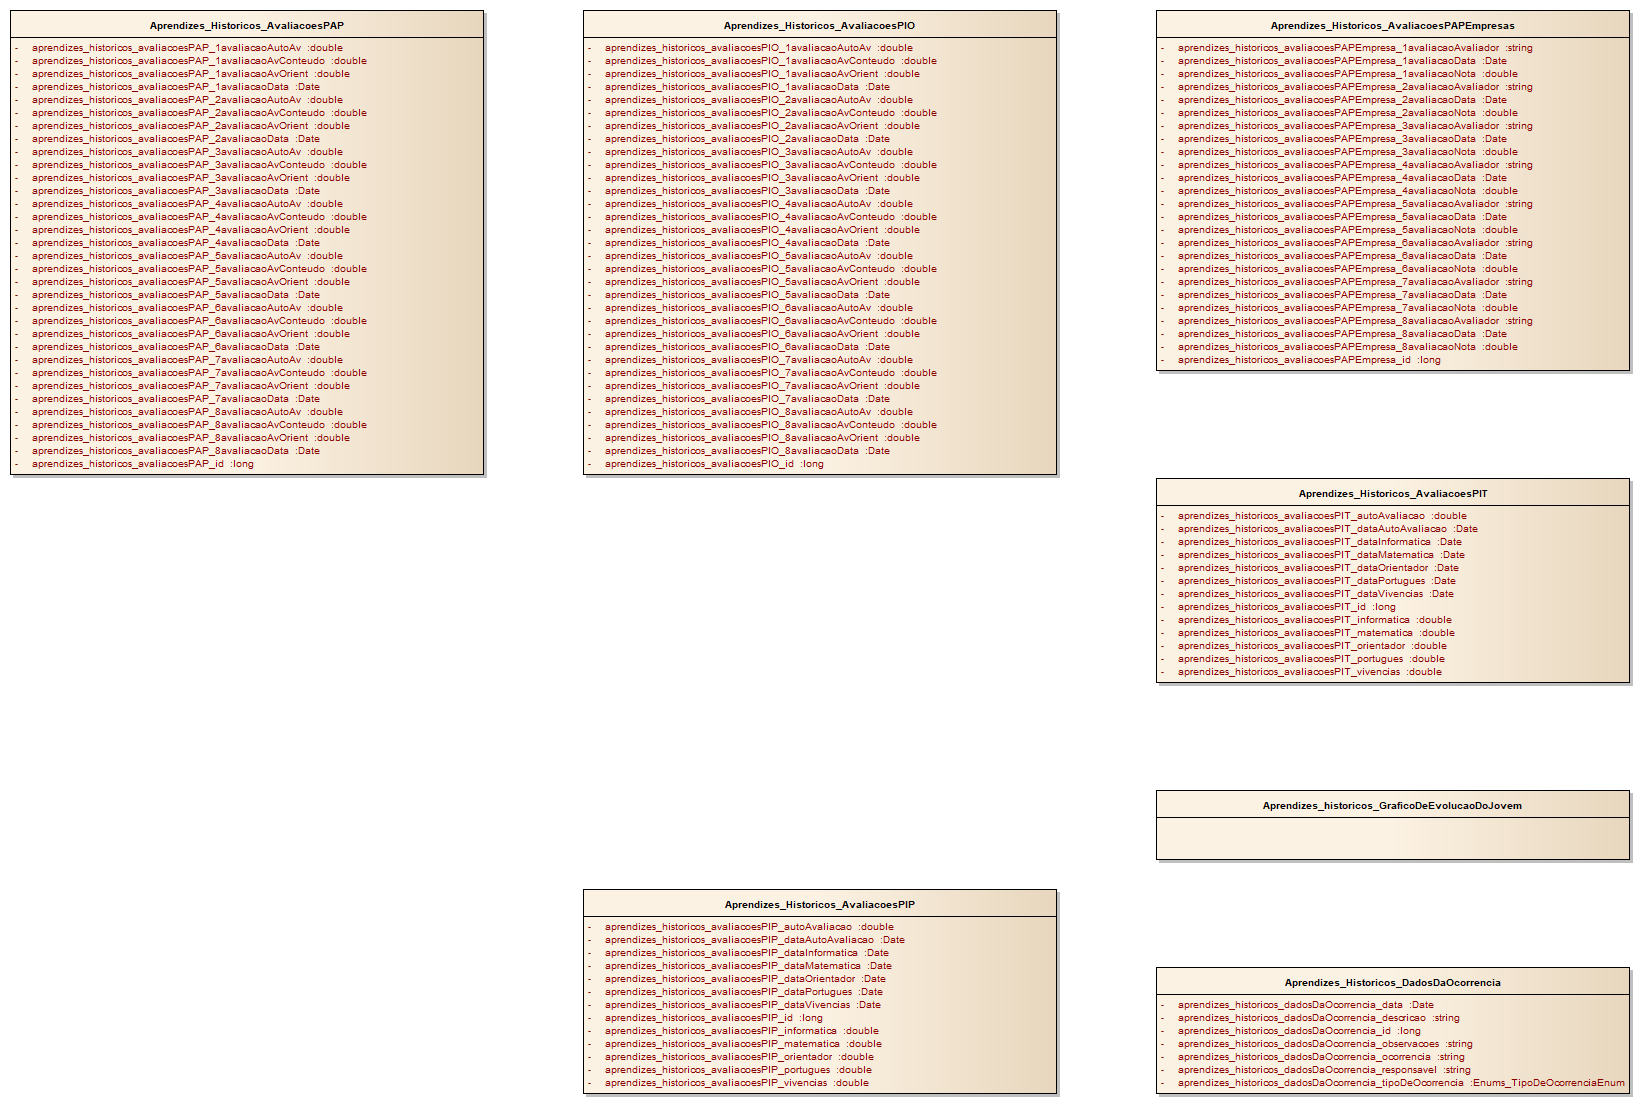 Aprendizes_Historicos_AvaliacoesPAP
- aprendizes_historicos_avaliacoesPAP_1avaliacaoAutoAv :double
- aprendizes_historicos_avaliacoesPAP_1avaliacaoAvConteudo :double
- aprendizes_historicos_avaliacoesPAP_1avaliacaoAvOrient :double
- aprendizes_historicos_avaliacoesPAP_1avaliacaoData :Date
- aprendizes_historicos_avaliacoesPAP_2avaliacaoAutoAv :double
- aprendizes_historicos_avaliacoesPAP_2avaliacaoAvConteudo :double
- aprendizes_historicos_avaliacoesPAP_2avaliacaoAvOrient :double
- aprendizes_historicos_avaliacoesPAP_2avaliacaoData :Date
- aprendizes_historicos_avaliacoesPAP_3avaliacaoAutoAv :double
- aprendizes_historicos_avaliacoesPAP_3avaliacaoAvConteudo :double
- aprendizes_historicos_avaliacoesPAP_3avaliacaoAvOrient :double
- aprendizes_historicos_avaliacoesPAP_3avaliacaoData :Date
- aprendizes_historicos_avaliacoesPAP_4avaliacaoAutoAv :double
- aprendizes_historicos_avaliacoesPAP_4avaliacaoAvConteudo :double
- aprendizes_historicos_avaliacoesPAP_4avaliacaoAvOrient :double
- aprendizes_historicos_avaliacoesPAP_4avaliacaoData :Date
- aprendizes_historicos_avaliacoesPAP_5avaliacaoAutoAv :double
- aprendizes_historicos_avaliacoesPAP_5avaliacaoAvConteudo :double
- aprendizes_historicos_avaliacoesPAP_5avaliacaoAvOrient :double
- aprendizes_historicos_avaliacoesPAP_5avaliacaoData :Date
- aprendizes_historicos_avaliacoesPAP_6avaliacaoAutoAv :double
- aprendizes_historicos_avaliacoesPAP_6avaliacaoAvConteudo :double
- aprendizes_historicos_avaliacoesPAP_6avaliacaoAvOrient :double
- aprendizes_historicos_avaliacoesPAP_6avaliacaoData :Date
- aprendizes_historicos_avaliacoesPAP_7avaliacaoAutoAv :double
- aprendizes_historicos_avaliacoesPAP_7avaliacaoAvConteudo :double
- aprendizes_historicos_avaliacoesPAP_7avaliacaoAvOrient :double
- aprendizes_historicos_avaliacoesPAP_7avaliacaoData :Date
- aprendizes_historicos_avaliacoesPAP_8avaliacaoAutoAv :double
- aprendizes_historicos_avaliacoesPAP_8avaliacaoAvConteudo :double
- aprendizes_historicos_avaliacoesPAP_8avaliacaoAvOrient :double
- aprendizes_historicos_avaliacoesPAP_8avaliacaoData :Date
- aprendizes_historicos_avaliacoesPAP_id :long
Aprendizes_Historicos_AvaliacoesPIO
- aprendizes_historicos_avaliacoesPIO_1avaliacaoAutoAv :double
- aprendizes_historicos_avaliacoesPIO_1avaliacaoAvConteudo :double
- aprendizes_historicos_avaliacoesPIO_1avaliacaoAvOrient :double
- aprendizes_historicos_avaliacoesPIO_1avaliacaoData :Date
- aprendizes_historicos_avaliacoesPIO_2avaliacaoAutoAv :double
- aprendizes_historicos_avaliacoesPIO_2avaliacaoAvConteudo :double
- aprendizes_historicos_avaliacoesPIO_2avaliacaoAvOrient :double
- aprendizes_historicos_avaliacoesPIO_2avaliacaoData :Date
- aprendizes_historicos_avaliacoesPIO_3avaliacaoAutoAv :double
- aprendizes_historicos_avaliacoesPIO_3avaliacaoAvConteudo :double
- aprendizes_historicos_avaliacoesPIO_3avaliacaoAvOrient :double
- aprendizes_historicos_avaliacoesPIO_3avaliacaoData :Date
- aprendizes_historicos_avaliacoesPIO_4avaliacaoAutoAv :double
- aprendizes_historicos_avaliacoesPIO_4avaliacaoAvConteudo :double
- aprendizes_historicos_avaliacoesPIO_4avaliacaoAvOrient :double
- aprendizes_historicos_avaliacoesPIO_4avaliacaoData :Date
- aprendizes_historicos_avaliacoesPIO_5avaliacaoAutoAv :double
- aprendizes_historicos_avaliacoesPIO_5avaliacaoAvConteudo :double
- aprendizes_historicos_avaliacoesPIO_5avaliacaoAvOrient :double
- aprendizes_historicos_avaliacoesPIO_5avaliacaoData :Date
- aprendizes_historicos_avaliacoesPIO_6avaliacaoAutoAv :double
- aprendizes_historicos_avaliacoesPIO_6avaliacaoAvConteudo :double
- aprendizes_historicos_avaliacoesPIO_6avaliacaoAvOrient :double
- aprendizes_historicos_avaliacoesPIO_6avaliacaoData :Date
- aprendizes_historicos_avaliacoesPIO_7avaliacaoAutoAv :double
- aprendizes_historicos_avaliacoesPIO_7avaliacaoAvConteudo :double
- aprendizes_historicos_avaliacoesPIO_7avaliacaoAvOrient :double
- aprendizes_historicos_avaliacoesPIO_7avaliacaoData :Date
- aprendizes_historicos_avaliacoesPIO_8avaliacaoAutoAv :double
- aprendizes_historicos_avaliacoesPIO_8avaliacaoAvConteudo :double
- aprendizes_historicos_avaliacoesPIO_8avaliacaoAvOrient :double
- aprendizes_historicos_avaliacoesPIO_8avaliacaoData :Date
- aprendizes_historicos_avaliacoesPIO_id :long
Aprendizes_Historicos_AvaliacoesPAPEmpresas
- aprendizes_historicos_avaliacoesPAPEmpresa_1avaliacaoAvaliador :string
- aprendizes_historicos_avaliacoesPAPEmpresa_1avaliacaoData :Date
- aprendizes_historicos_avaliacoesPAPEmpresa_1avaliacaoNota :double
- aprendizes_historicos_avaliacoesPAPEmpresa_2avaliacaoAvaliador :string
- aprendizes_historicos_avaliacoesPAPEmpresa_2avaliacaoData :Date
- aprendizes_historicos_avaliacoesPAPEmpresa_2avaliacaoNota :double
- aprendizes_historicos_avaliacoesPAPEmpresa_3avaliacaoAvaliador :string
- aprendizes_historicos_avaliacoesPAPEmpresa_3avaliacaoData :Date
- aprendizes_historicos_avaliacoesPAPEmpresa_3avaliacaoNota :double
- aprendizes_historicos_avaliacoesPAPEmpresa_4avaliacaoAvaliador :string
- aprendizes_historicos_avaliacoesPAPEmpresa_4avaliacaoData :Date
- aprendizes_historicos_avaliacoesPAPEmpresa_4avaliacaoNota :double
- aprendizes_historicos_avaliacoesPAPEmpresa_5avaliacaoAvaliador :string
- aprendizes_historicos_avaliacoesPAPEmpresa_5avaliacaoData :Date
- aprendizes_historicos_avaliacoesPAPEmpresa_5avaliacaoNota :double
- aprendizes_historicos_avaliacoesPAPEmpresa_6avaliacaoAvaliador :string
- aprendizes_historicos_avaliacoesPAPEmpresa_6avaliacaoData :Date
- aprendizes_historicos_avaliacoesPAPEmpresa_6avaliacaoNota :double
- aprendizes_historicos_avaliacoesPAPEmpresa_7avaliacaoAvaliador :string
- aprendizes_historicos_avaliacoesPAPEmpresa_7avaliacaoData :Date
- aprendizes_historicos_avaliacoesPAPEmpresa_7avaliacaoNota :double
- aprendizes_historicos_avaliacoesPAPEmpresa_8avaliacaoAvaliador :string
- aprendizes_historicos_avaliacoesPAPEmpresa_8avaliacaoData :Date
- aprendizes_historicos_avaliacoesPAPEmpresa_8avaliacaoNota :double
- aprendizes_historicos_avaliacoesPAPEmpresa_id :long
Aprendizes_Historicos_AvaliacoesPIT
- aprendizes_historicos_avaliacoesPIT_autoAvaliacao :double
- aprendizes_historicos_avaliacoesPIT_dataAutoAvaliacao :Date
- aprendizes_historicos_avaliacoesPIT_dataInformatica :Date
- aprendizes_historicos_avaliacoesPIT_dataMatematica :Date
- aprendizes_historicos_avaliacoesPIT_dataOrientador :Date
- aprendizes_historicos_avaliacoesPIT_dataPortugues :Date
- aprendizes_historicos_avaliacoesPIT_dataVivencias :Date
- aprendizes_historicos_avaliacoesPIT_id :long
- aprendizes_historicos_avaliacoesPIT_informatica :double
- aprendizes_historicos_avaliacoesPIT_matematica :double
- aprendizes_historicos_avaliacoesPIT_orientador :double
- aprendizes_historicos_avaliacoesPIT_portugues :double
- aprendizes_historicos_avaliacoesPIT_vivencias :double
Aprendizes_historicos_GraficoDeEvolucaoDoJovem
Aprendizes_Historicos_AvaliacoesPIP
- aprendizes_historicos_avaliacoesPIP_autoAvaliacao :double
- aprendizes_historicos_avaliacoesPIP_dataAutoAvaliacao :Date
- aprendizes_historicos_avaliacoesPIP_dataInformatica :Date
- aprendizes_historicos_avaliacoesPIP_dataMatematica :Date
- aprendizes_historicos_avaliacoesPIP_dataOrientador :Date
- aprendizes_historicos_avaliacoesPIP_dataPortugues :Date
- aprendizes_historicos_avaliacoesPIP_dataVivencias :Date
- aprendizes_historicos_avaliacoesPIP_id :long
- aprendizes_historicos_avaliacoesPIP_informatica :double
- aprendizes_historicos_avaliacoesPIP_matematica :double
- aprendizes_historicos_avaliacoesPIP_orientador :double
- aprendizes_historicos_avaliacoesPIP_portugues :double
- aprendizes_historicos_avaliacoesPIP_vivencias :double
Aprendizes_Historicos_DadosDaOcorrencia
- aprendizes_historicos_dadosDaOcorrencia_data :Date
- aprendizes_historicos_dadosDaOcorrencia_descricao :string
- aprendizes_historicos_dadosDaOcorrencia_id :long
- aprendizes_historicos_dadosDaOcorrencia_observacoes :string
- aprendizes_historicos_dadosDaOcorrencia_ocorrencia :string
- aprendizes_historicos_dadosDaOcorrencia_responsavel :string
- aprendizes_historicos_dadosDaOcorrencia_tipoDeOcorrencia :Enums_TipoDeOcorrenciaEnum